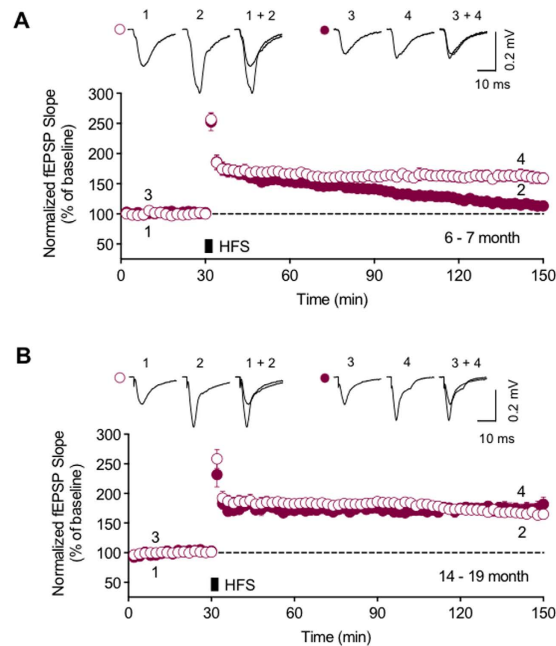 A
1 2 1 + 2 3 4 3 + 4
0.2 mV
10 ms
Normalized fEPSP Slope
(% of baseline)
300
250
200
150
100
50
3
1
4
2
HFS
6 - 7 month
0 30 60 90 120 150
Time (min)
B
1 2 1 + 2 3 4 3 + 4
0.2 mV
10 ms
Normalized fEPSP Slope
(% of baseline)
300
250
200
150
100
50
3
1
4
2
HFS
14 - 19 month
0 30 60 90 120 150
Time (min)